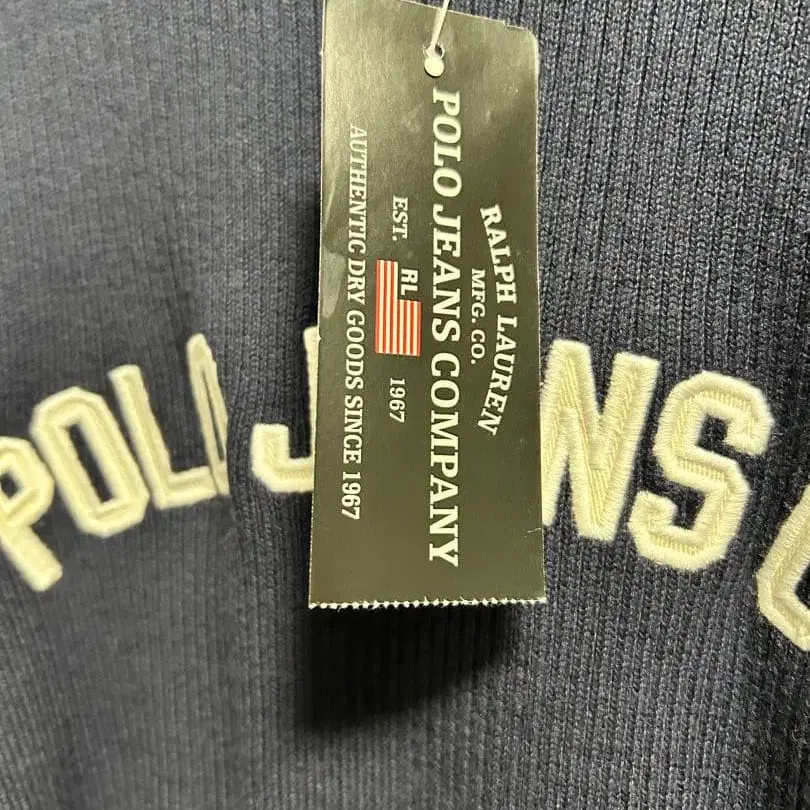 RALPH LAUREN
MFG. CO.
POLO JEANS COMPANY
EST. RL 1967
AUTHENTIC DRY GOODS SINCE 1967
POLO J NS